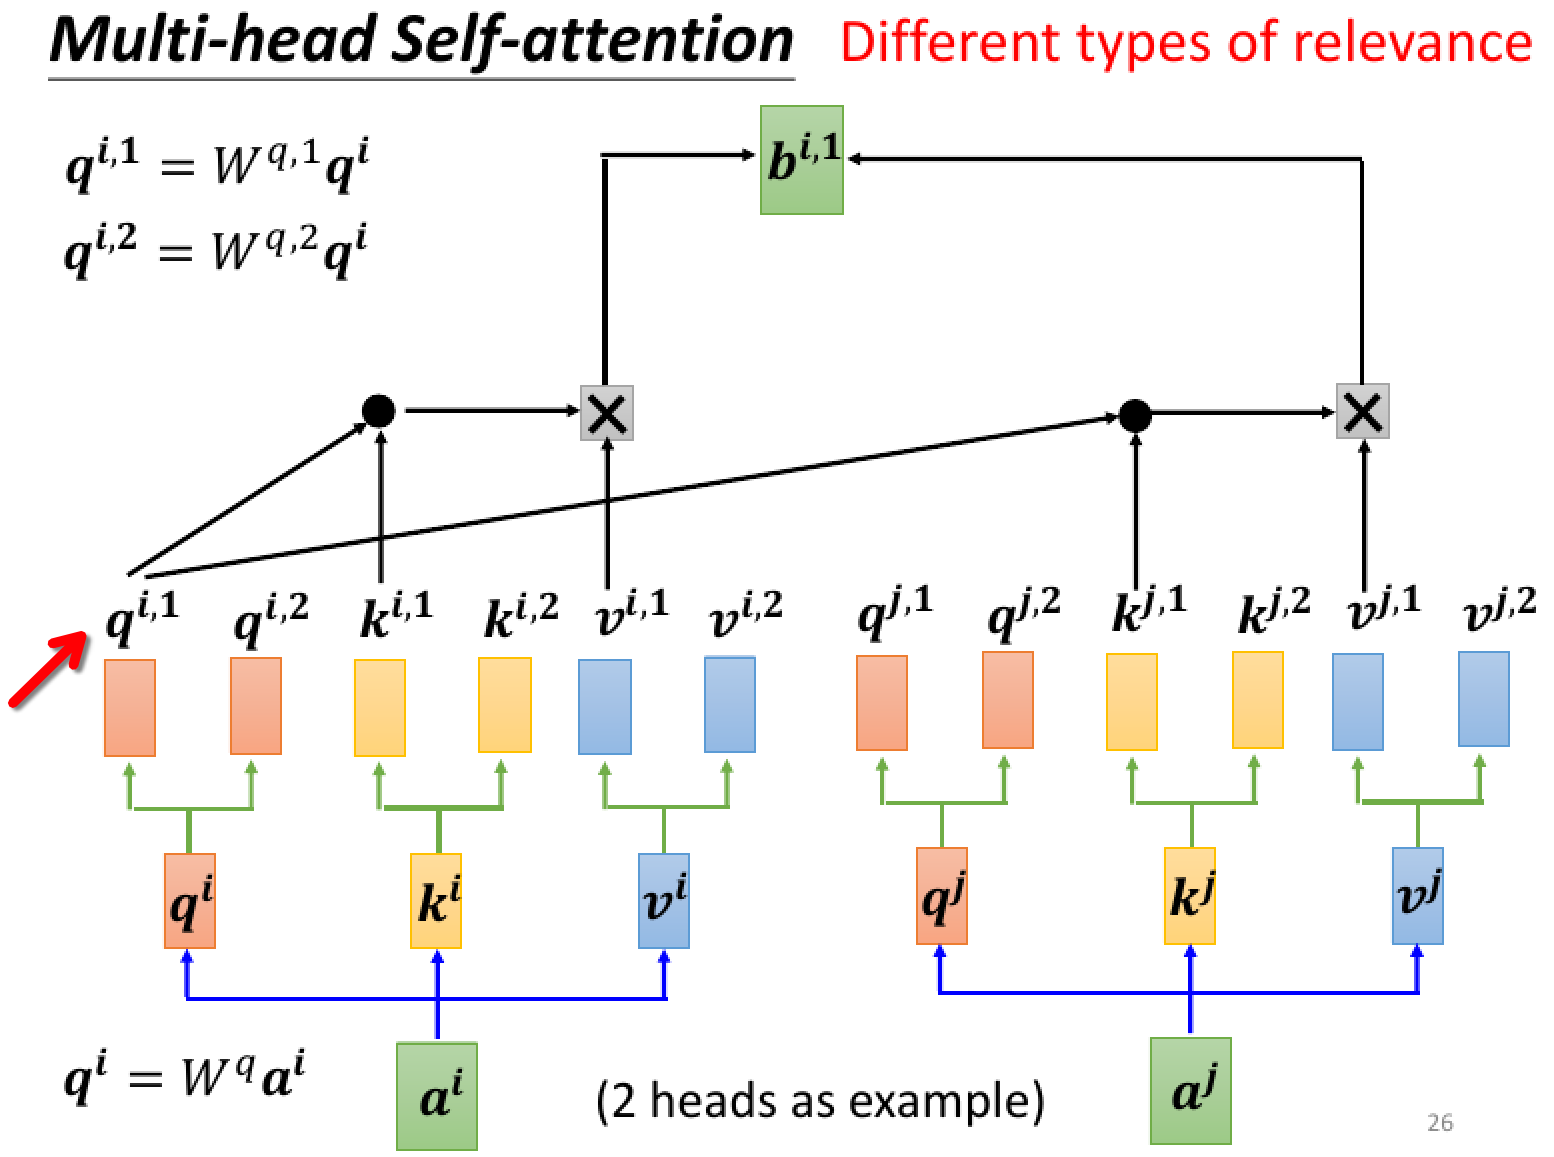 Multi-head Self-attention Different types of relevance
b^{i,1}
q^{i,1} = W^{q,1}q^i
q^{i,2} = W^{q,2}q^i
q^{i,1} q^{i,2} k^{i,1} k^{i,2} v^{i,1} v^{i,2} q^{j,1} q^{j,2} k^{j,1} k^{j,2} v^{j,1} v^{j,2}
q^i k^i v^i q^j k^j v^j
q^i = W^q a^i
a^i
(2 heads as example)
a^j
26